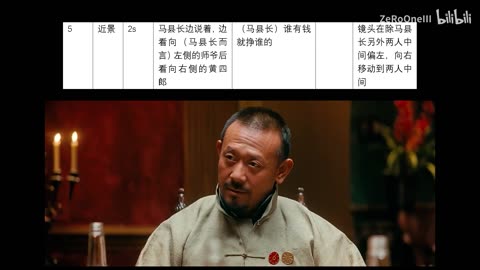 ZeRoOneIII bilibili
5 近景 2s 马县长边说着，边 （马县长）谁有钱 镜头在除马县
看向（马县长而 就挣谁的 长另外两人中
言）左侧的师爷后 间偏左，向右
看向右侧的黄四 移动到两人中
郎 间